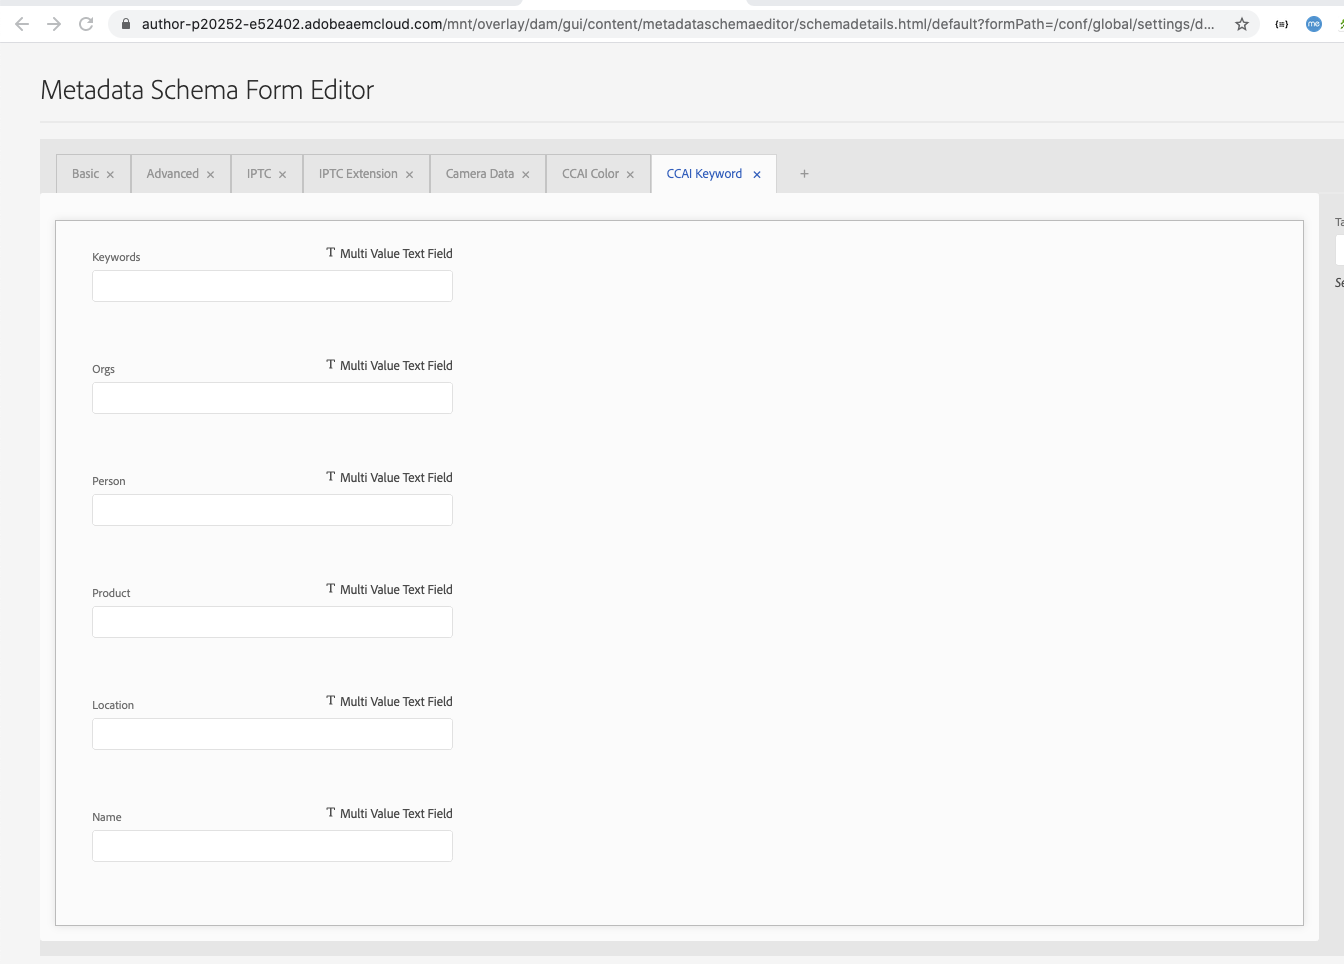 author-p20252-e52402.adobeaemcloud.com/mnt/overlay/dam/gui/content/metadataschemaeditor/schemadetails.html/default?formPath=/conf/global/settings/d...
me
Metadata Schema Form Editor
Basic × Advanced × IPTC × IPTC Extension × Camera Data × CCAI Color × CCAI Keyword × +
Keywords T Multi Value Text Field
Orgs T Multi Value Text Field
Person T Multi Value Text Field
Product T Multi Value Text Field
Location T Multi Value Text Field
Name T Multi Value Text Field